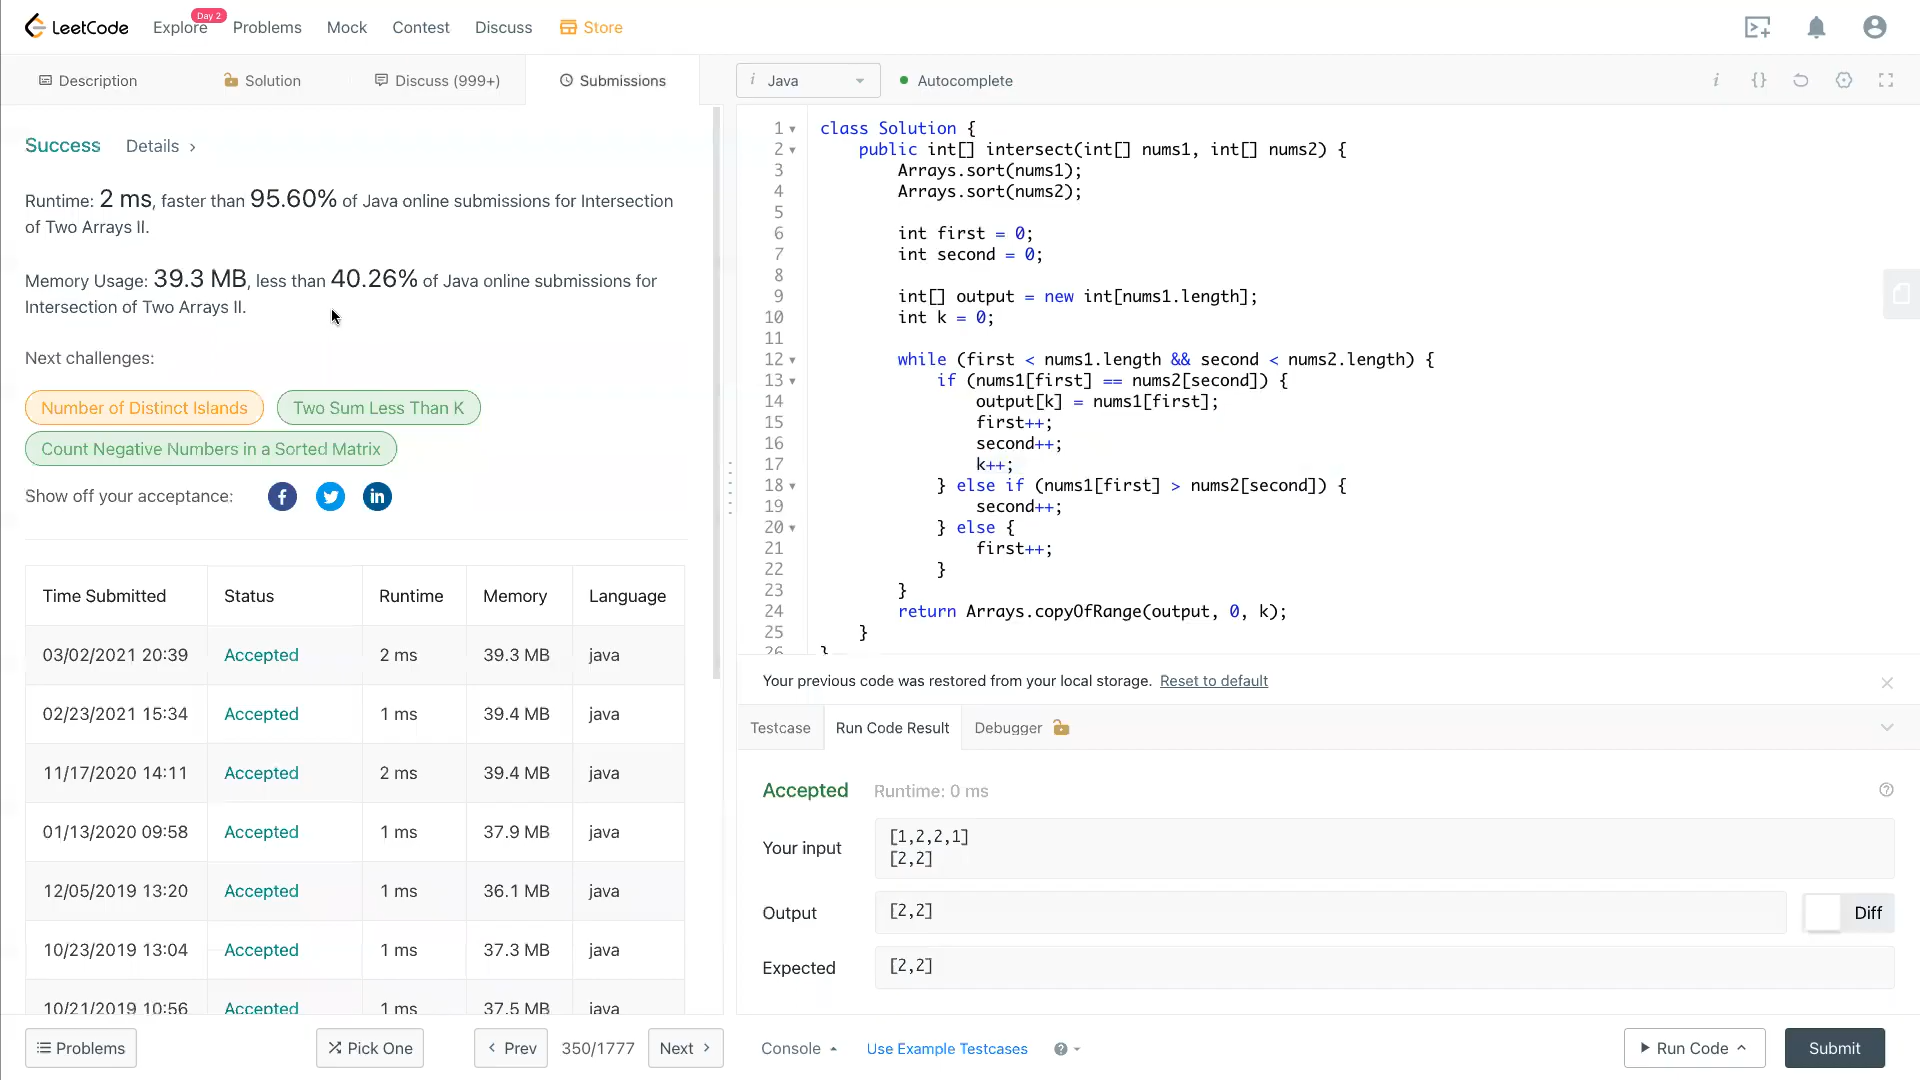 LeetCode
Explore
Day 2
Problems
Mock
Contest
Discuss
Store
Description
Solution
Discuss (999+)
Submissions
Success
Details
Runtime: 2 ms, faster than 95.60% of Java online submissions for Intersection
of Two Arrays II.
Memory Usage: 39.3 MB, less than 40.26% of Java online submissions for
Intersection of Two Arrays II.
Next challenges:
Number of Distinct Islands
Two Sum Less Than K
Count Negative Numbers in a Sorted Matrix
Show off your acceptance:
Time Submitted Status Runtime Memory Language
03/02/2021 20:39 Accepted 2 ms 39.3 MB java
02/23/2021 15:34 Accepted 1 ms 39.4 MB java
11/17/2020 14:11 Accepted 2 ms 39.4 MB java
01/13/2020 09:58 Accepted 1 ms 37.9 MB java
12/05/2019 13:20 Accepted 1 ms 36.1 MB java
10/23/2019 13:04 Accepted 1 ms 37.3 MB java
10/21/2019 10:56 Accepted 1 ms 37.5 MB java
Problems
Pick One
Prev
350/1777
Next
i Java
Autocomplete
i {}
1 class Solution {
2 public int[] intersect(int[] nums1, int[] nums2) {
3 Arrays.sort(nums1);
4 Arrays.sort(nums2);
5
6 int first = 0;
7 int second = 0;
8
9 int[] output = new int[nums1.length];
10 int k = 0;
11
12 while (first < nums1.length && second < nums2.length) {
13 if (nums1[first] == nums2[second]) {
14 output[k] = nums1[first];
15 first++;
16 second++;
17 k++;
18 } else if (nums1[first] > nums2[second]) {
19 second++;
20 } else {
21 first++;
22 }
23 }
24 return Arrays.copyOfRange(output, 0, k);
25 }
26 }
Your previous code was restored from your local storage. Reset to default
Testcase
Run Code Result
Debugger
Accepted
Runtime: 0 ms
Your input
[1,2,2,1]
[2,2]
Output
[2,2]
Diff
Expected
[2,2]
Console
Use Example Testcases
Run Code
Submit